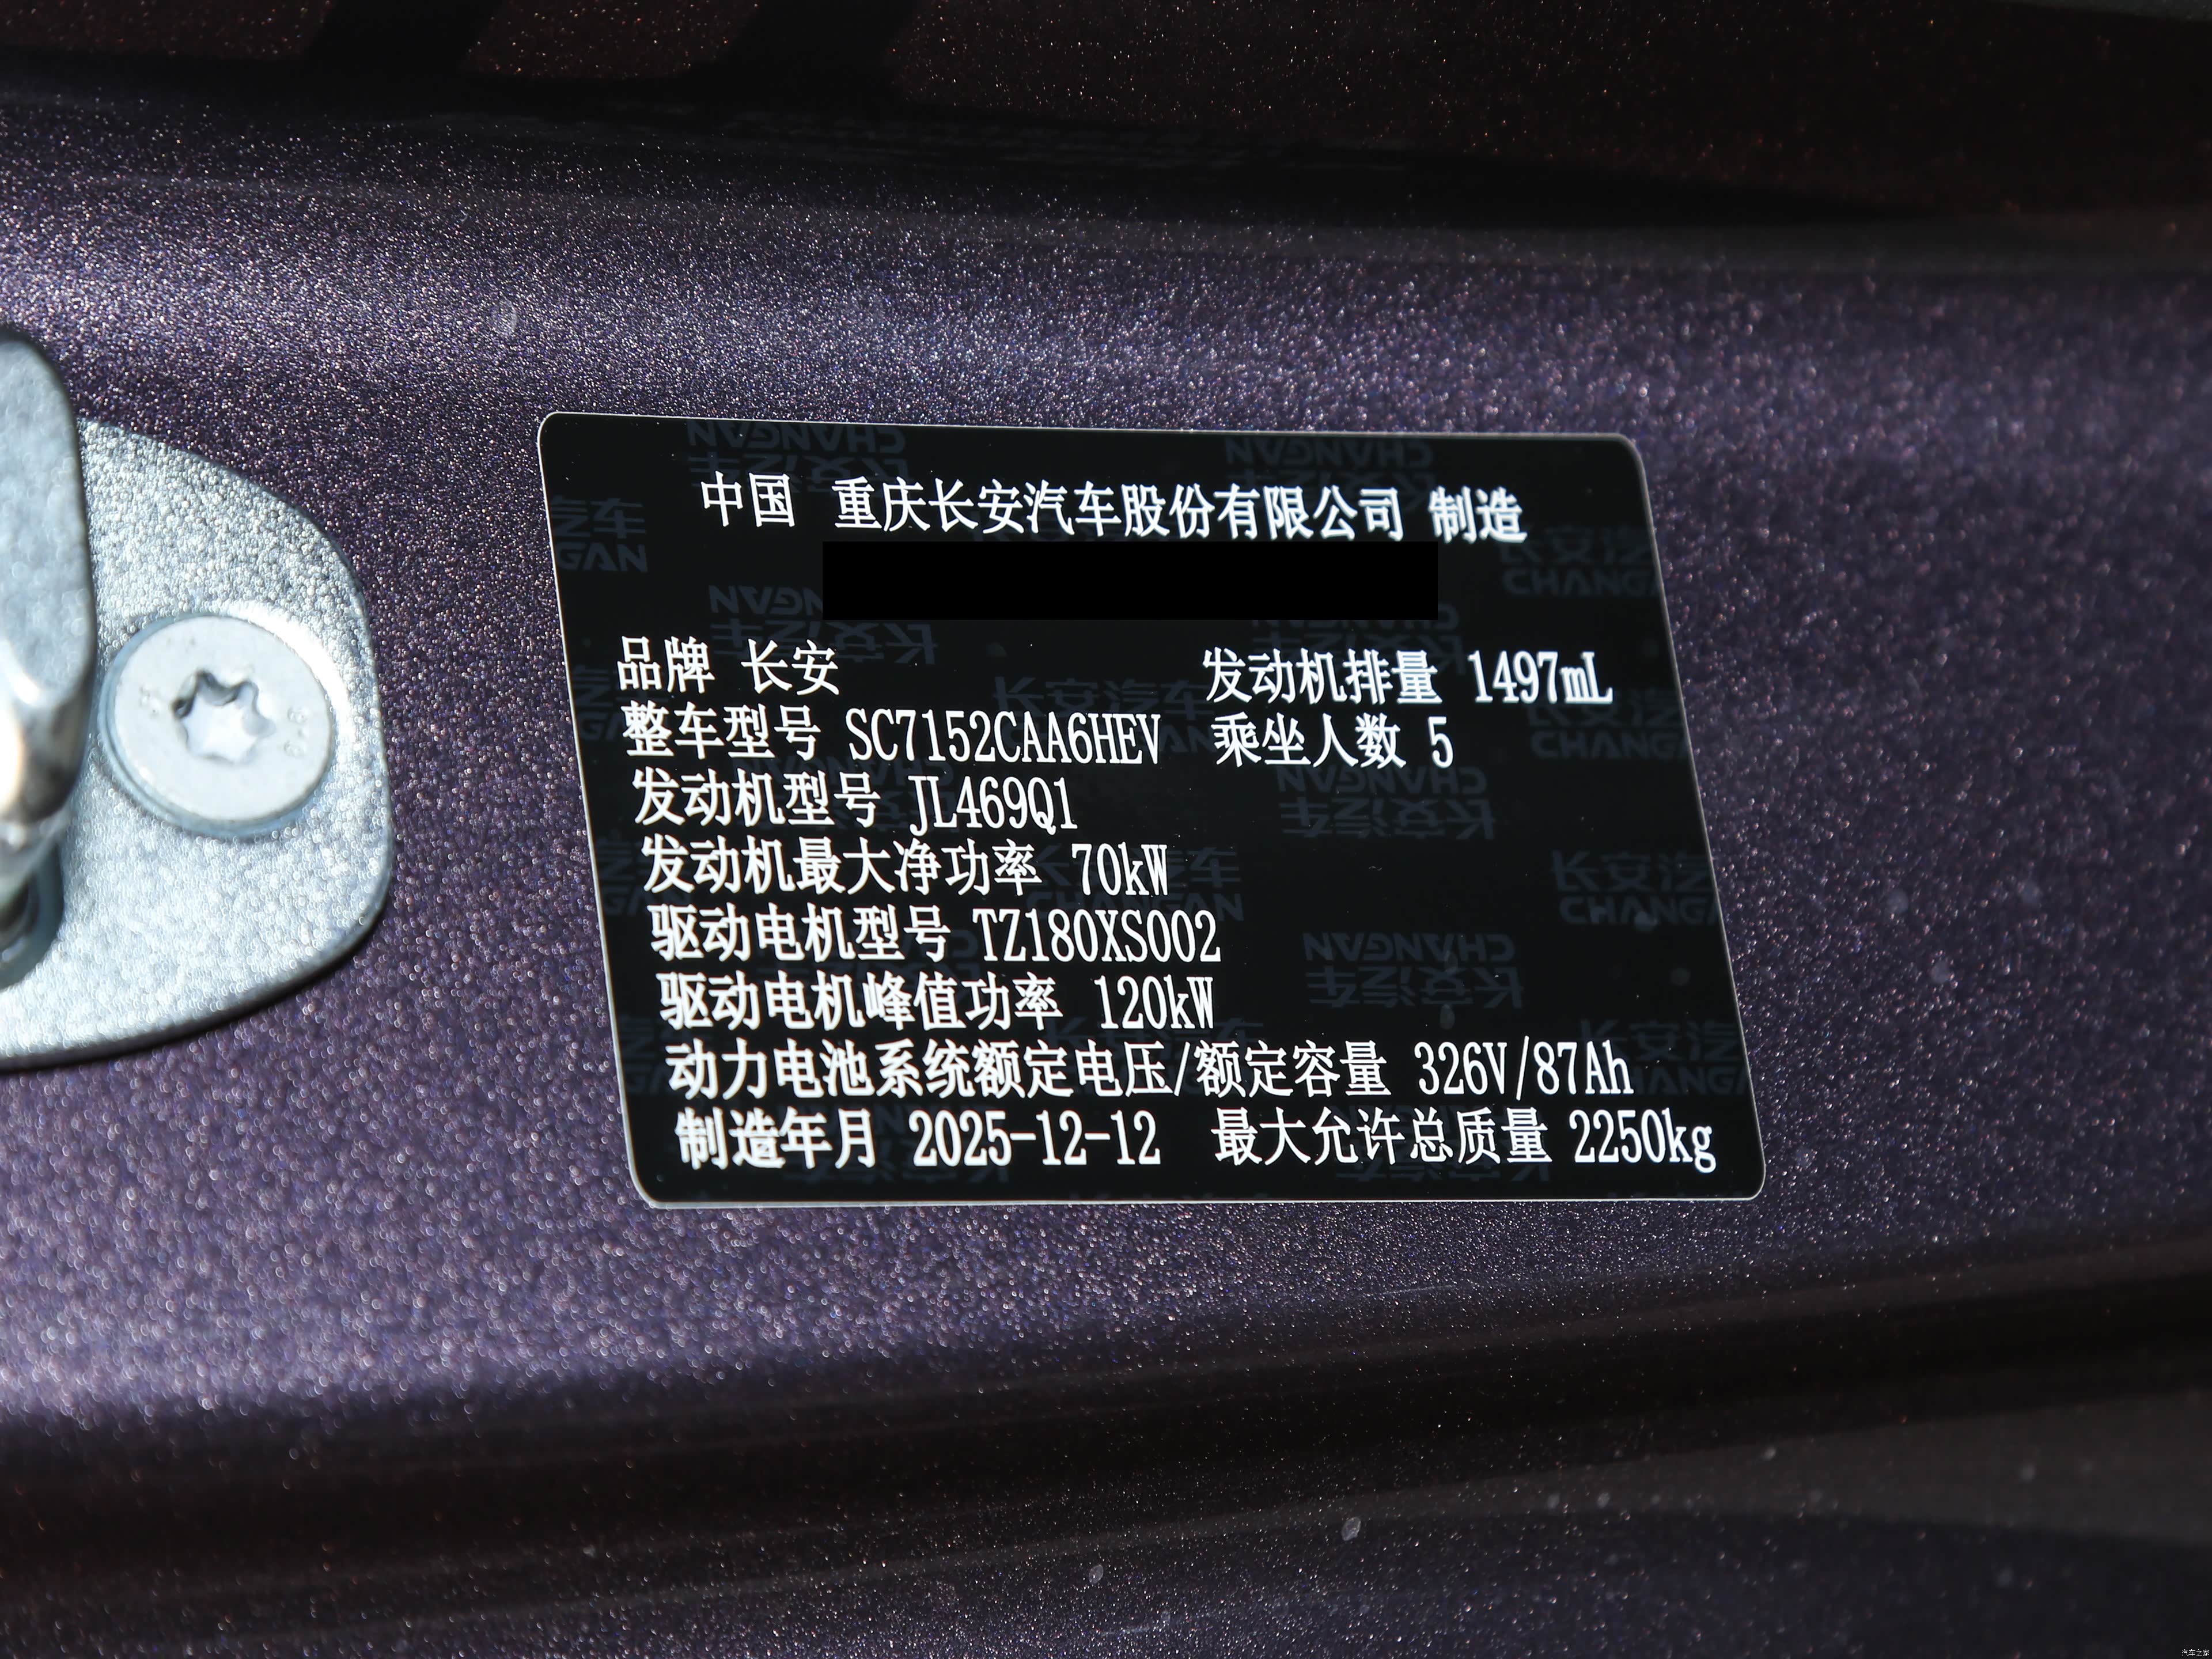 中国 重庆长安汽车股份有限公司 制造
品牌 长安 发动机排量 1497mL
整车型号 SC7152CAA6HEV 乘坐人数 5
发动机型号 JL469Q1
发动机最大净功率 70kW
驱动电机型号 TZ180XS002
驱动电机峰值功率 120kW
动力电池系统额定电压/额定容量 326V/87Ah
制造年月 2025-12-12 最大允许总质量 2250kg
汽车之家